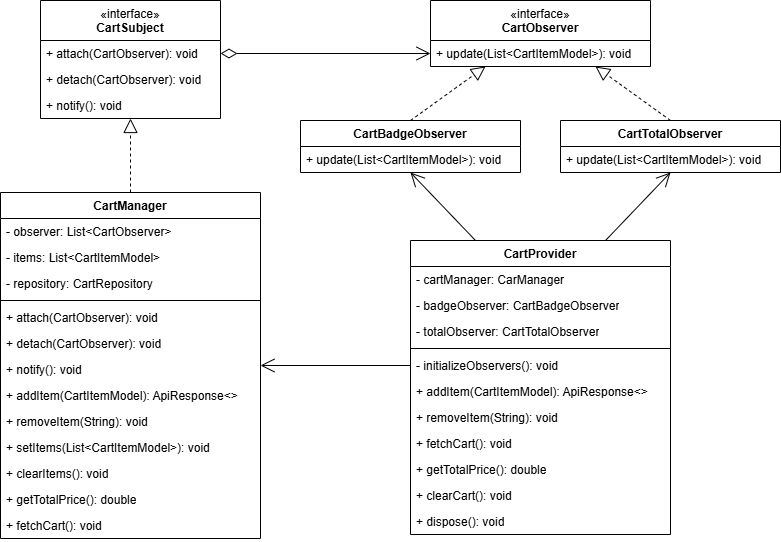 «interface»
CartSubject
+ attach(CartObserver): void
+ detach(CartObserver): void
+ notify(): void
«interface»
CartObserver
+ update(List<CartItemModel>): void
CartBadgeObserver
+ update(List<CartItemModel>): void
CartTotalObserver
+ update(List<CartItemModel>): void
CartManager
- observer: List<CartObserver>
- items: List<CartItemModel>
- repository: CartRepository
+ attach(CartObserver): void
+ detach(CartObserver): void
+ notify(): void
+ addItem(CartItemModel): ApiResponse<>
+ removeItem(String): void
+ setItems(List<CartItemModel>): void
+ clearItems(): void
+ getTotalPrice(): double
+ fetchCart(): void
CartProvider
- cartManager: CarManager
- badgeObserver: CartBadgeObserver
- totalObserver: CartTotalObserver
- initializeObservers(): void
+ addItem(CartItemModel): ApiResponse<>
+ removeItem(String): void
+ fetchCart(): void
+ getTotalPrice(): double
+ clearCart(): void
+ dispose(): void